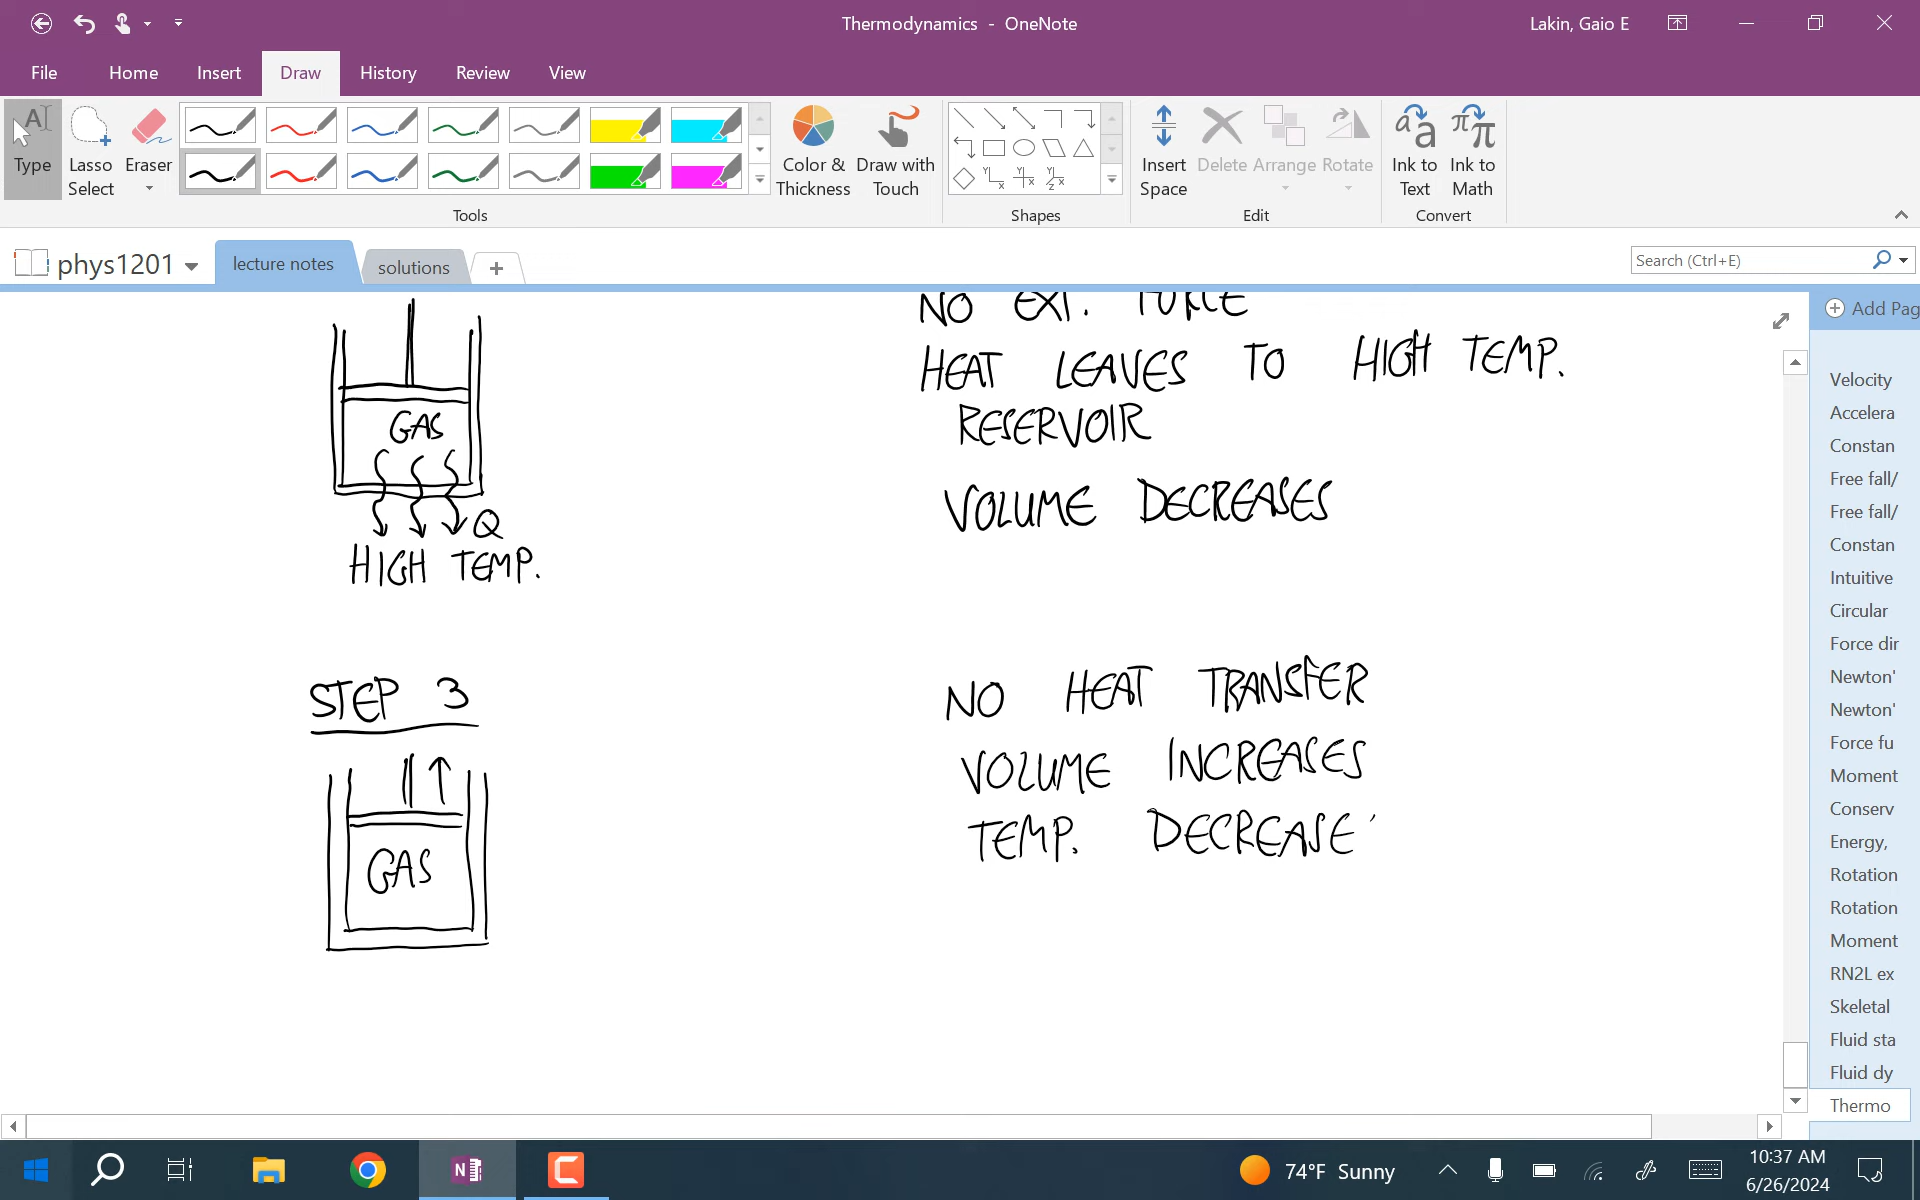 Thermodynamics - OneNote
Lakin, Gaio E
File Home Insert Draw History Review View
Type
Lasso Select
Eraser
Color & Thickness
Draw with Touch
Insert Space
Delete
Arrange
Rotate
Ink to Text
Ink to Math
Tools
Shapes
Edit
Convert
phys1201
lecture notes
solutions
Search (Ctrl+E)
Add Pag
NO EXT. FORCE
HEAT LEAVES TO HIGH TEMP.
RESERVOIR
VOLUME DECREASES
GAS
Q
HIGH TEMP.
STEP 3
GAS
NO HEAT TRANSFER
VOLUME INCREASES
TEMP. DECREASE
Velocity
Accelera
Constan
Free fall/
Free fall/
Constan
Intuitive
Circular
Force dir
Newton'
Newton'
Force fu
Moment
Conserv
Energy,
Rotation
Rotation
Moment
RN2L ex
Skeletal
Fluid sta
Fluid dy
Thermo
74°F Sunny
10:37 AM
6/26/2024